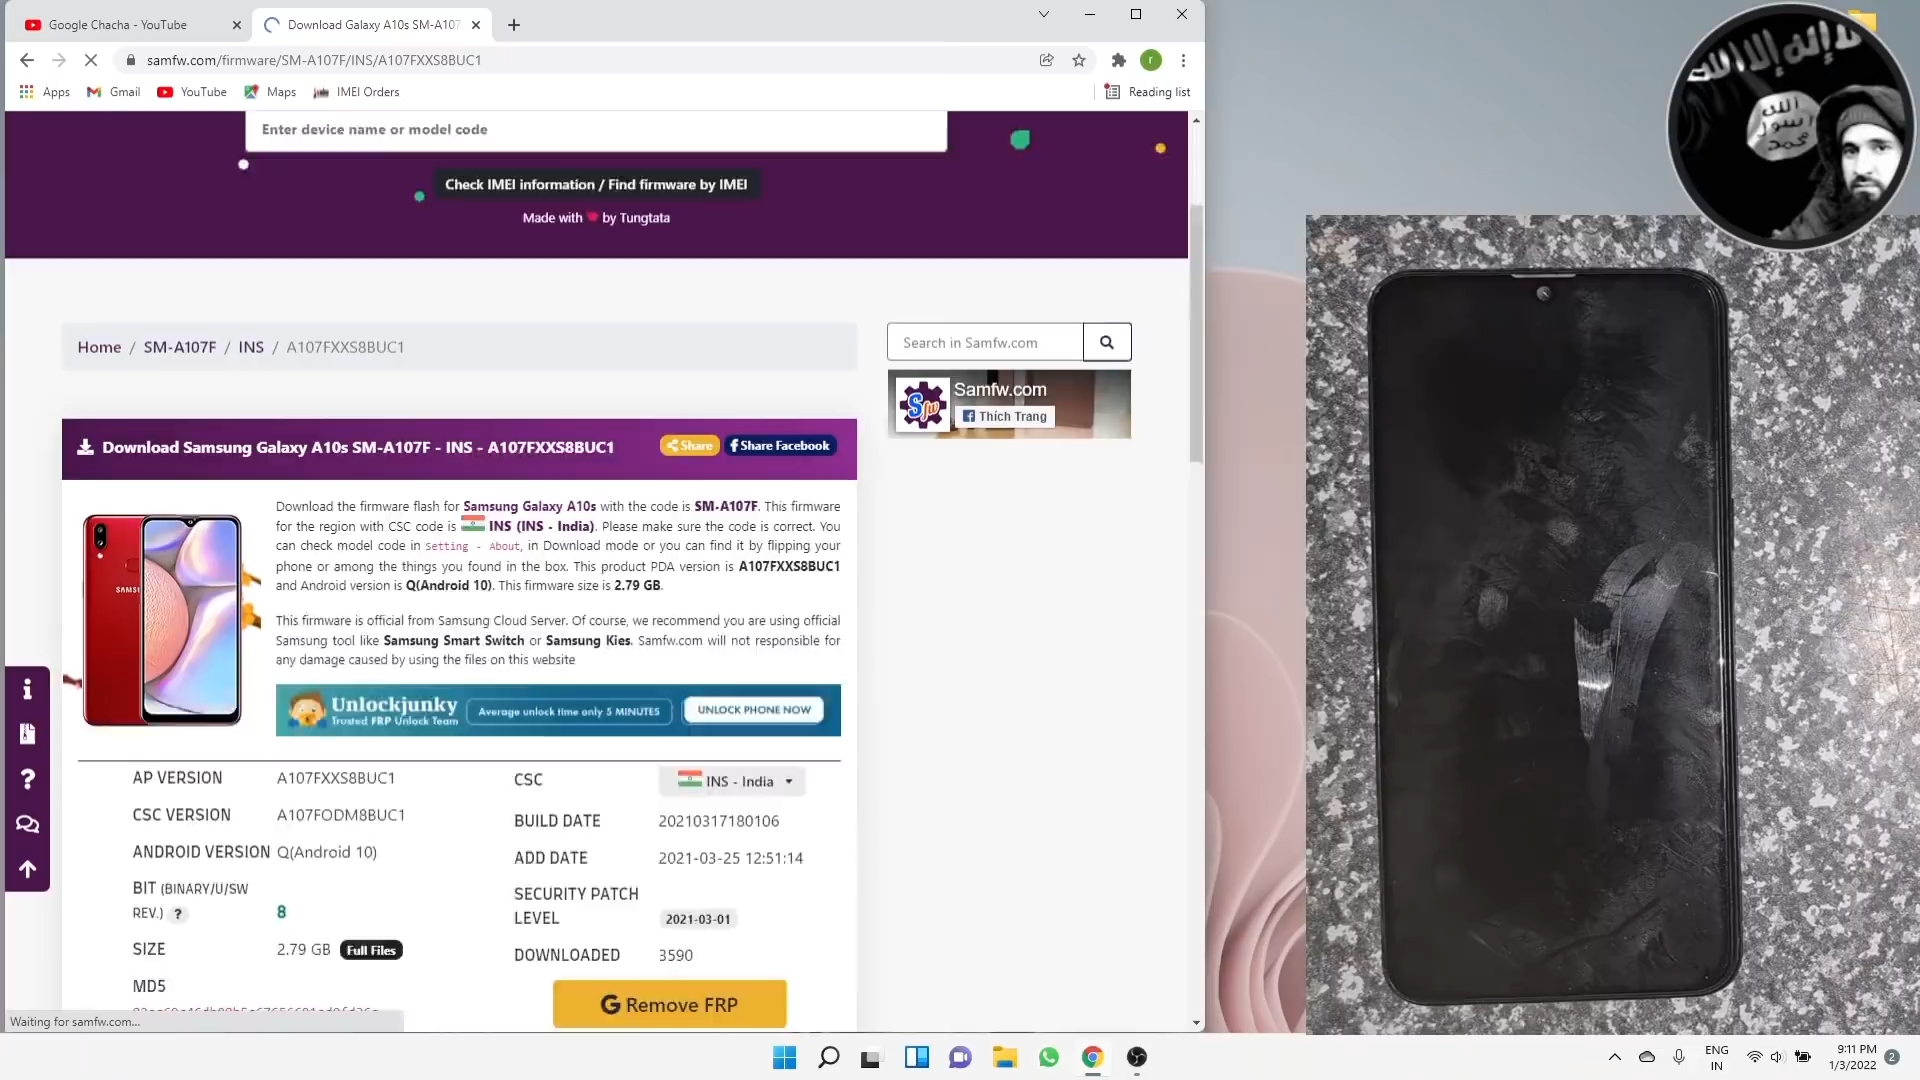 Google Chacha - YouTube
Download Galaxy A10s SM-A107
samfw.com/firmware/SM-A107F/INS/A107FXXS8BUC1
r
Apps
Gmail
YouTube
Maps
IMEI Orders
Reading list
Enter device name or model code
Check IMEI information / Find firmware by IMEI
Made with by Tungtata
Home / SM-A107F / INS / A107FXXS8BUC1
Search in Samfw.com
Sfw
Samfw.com
Thích Trang
Download Samsung Galaxy A10s SM-A107F - INS - A107FXXS8BUC1
Share
Share Facebook
Download the firmware flash for Samsung Galaxy A10s with the code is SM-A107F. This firmware
for the region with CSC code is INS (INS - India). Please make sure the code is correct. You
can check model code in Setting - About, in Download mode or you can find it by flipping your
phone or among the things you found in the box. This product PDA version is A107FXXS8BUC1
and Android version is Q(Android 10). This firmware size is 2.79 GB.
This firmware is official from Samsung Cloud Server. Of course, we recommend you are using official
Samsung tool like Samsung Smart Switch or Samsung Kies. Samfw.com will not responsible for
any damage caused by using the files on this website
SAMS
Unlockjunky
Trusted FRP Unlock Team
Average unlock time only 5 MINUTES
UNLOCK PHONE NOW
AP VERSION A107FXXS8BUC1
CSC VERSION A107FODM8BUC1
ANDROID VERSION Q(Android 10)
BIT (BINARY/U/SW
REV.) ? 8
SIZE 2.79 GB Full Files
MD5
CSC INS - India
BUILD DATE 20210317180106
ADD DATE 2021-03-25 12:51:14
SECURITY PATCH
LEVEL 2021-03-01
DOWNLOADED 3590
Remove FRP
Waiting for samfw.com...
لا إله إلا الله
الله
رسول
محمد
ENG
IN
9:11 PM
1/3/2022
2